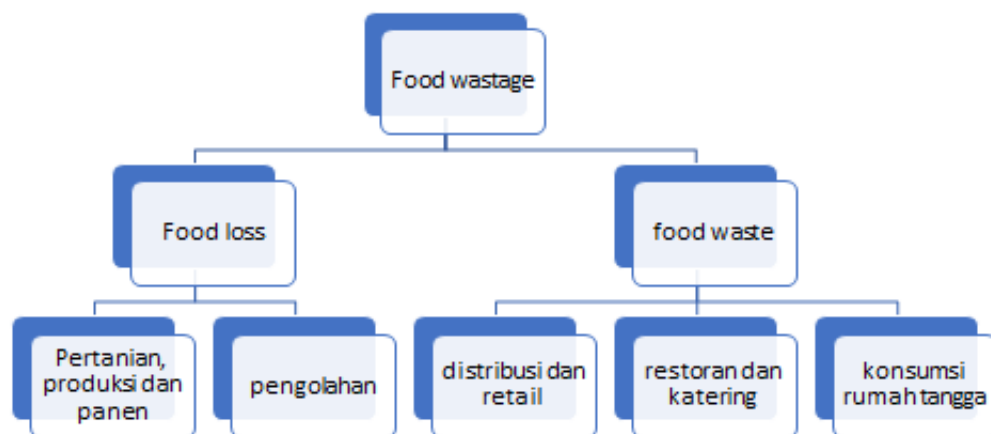 Food wastage
Food loss
food waste
Pertanian,
produksi dan
panen
pengolahan
distribusi dan
retail
restoran dan
katering
konsumsi
rumah tangga